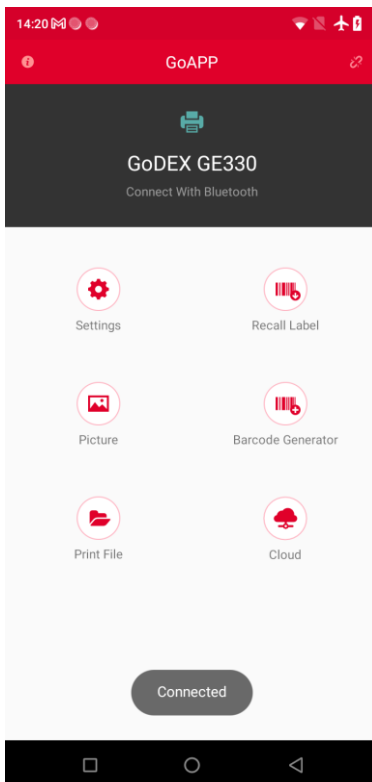 14:20
GoAPP
GoDEX GE330
Connect With Bluetooth
Settings
Recall Label
Picture
Barcode Generator
Print File
Cloud
Connected